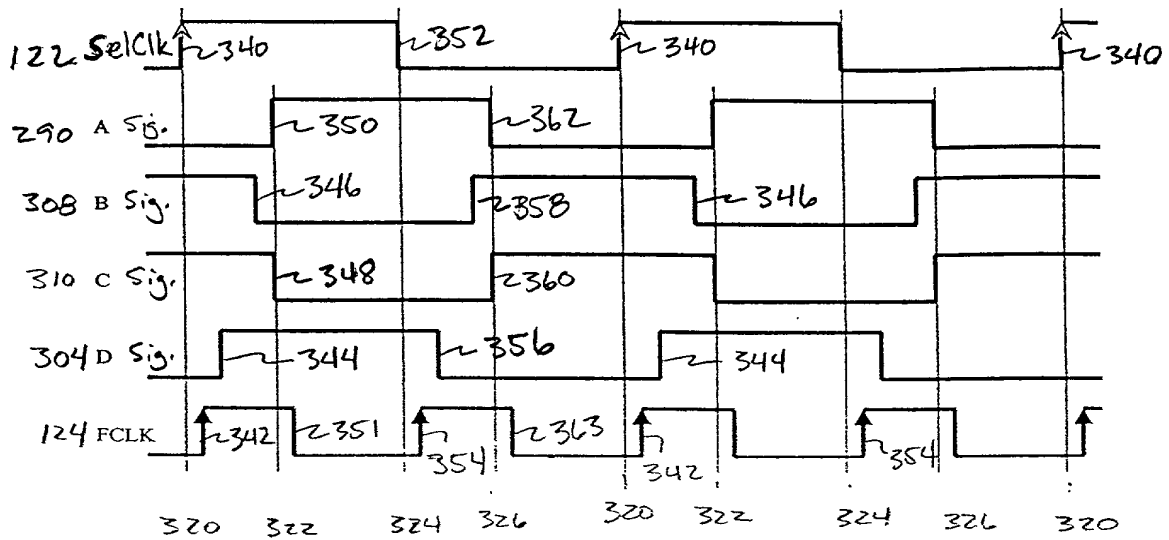 122 SelClk 340 352 340 340
290 A Sig. 350 362
308 B Sig. 346 358 346
310 C Sig. 348 360
304 D Sig. 344 356 344
124 FCLK 342 351 354 363 342 354
320 322 324 326 320 322 324 326 320